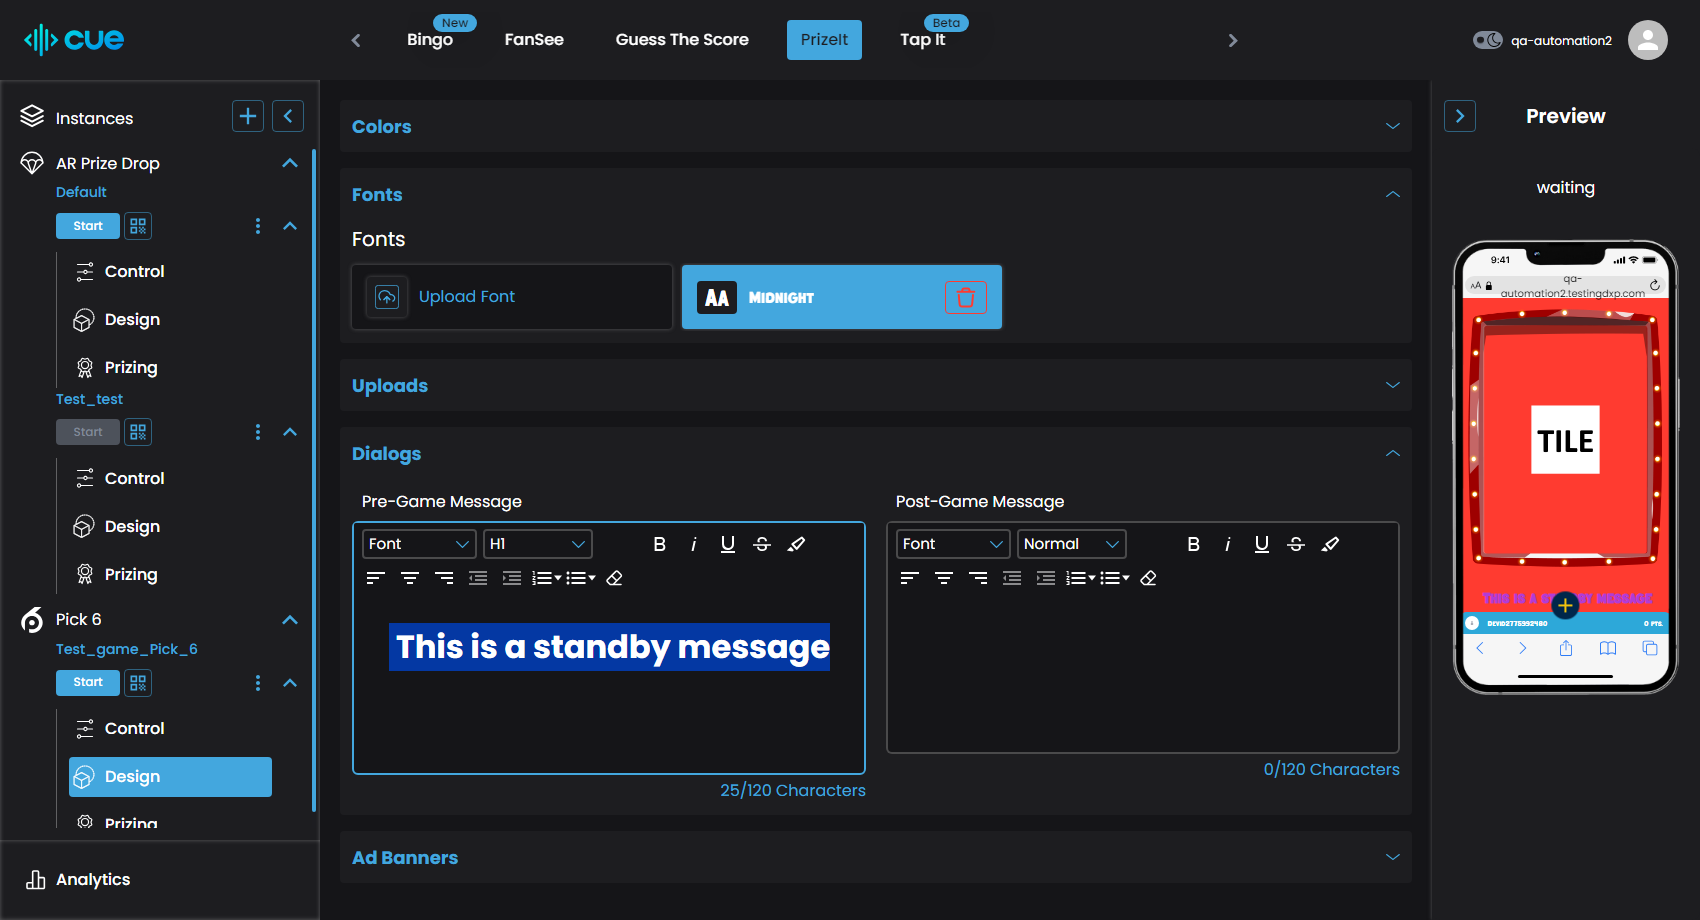 cue
New
Bingo
FanSee
Guess The Score
PrizeIt
Beta
Tap It
qa-automation2
Instances
AR Prize Drop
Default
Start
Control
Design
Prizing
Test_test
Start
Control
Design
Prizing
Pick 6
Test_game_Pick_6
Start
Control
Design
Prizing
Analytics
Colors
Fonts
Fonts
Upload Font
AA
MIDNIGHT
Uploads
Dialogs
Pre-Game Message
Font
H1
B
i
U
S
This is a standby message
25/120 Characters
Post-Game Message
Font
Normal
B
i
U
S
0/120 Characters
Ad Banners
Preview
waiting
9:41
AA
qa-
automation2.testingdxp.com
TILE
THIS IS A STANDBY MESSAGE
0 PTS.